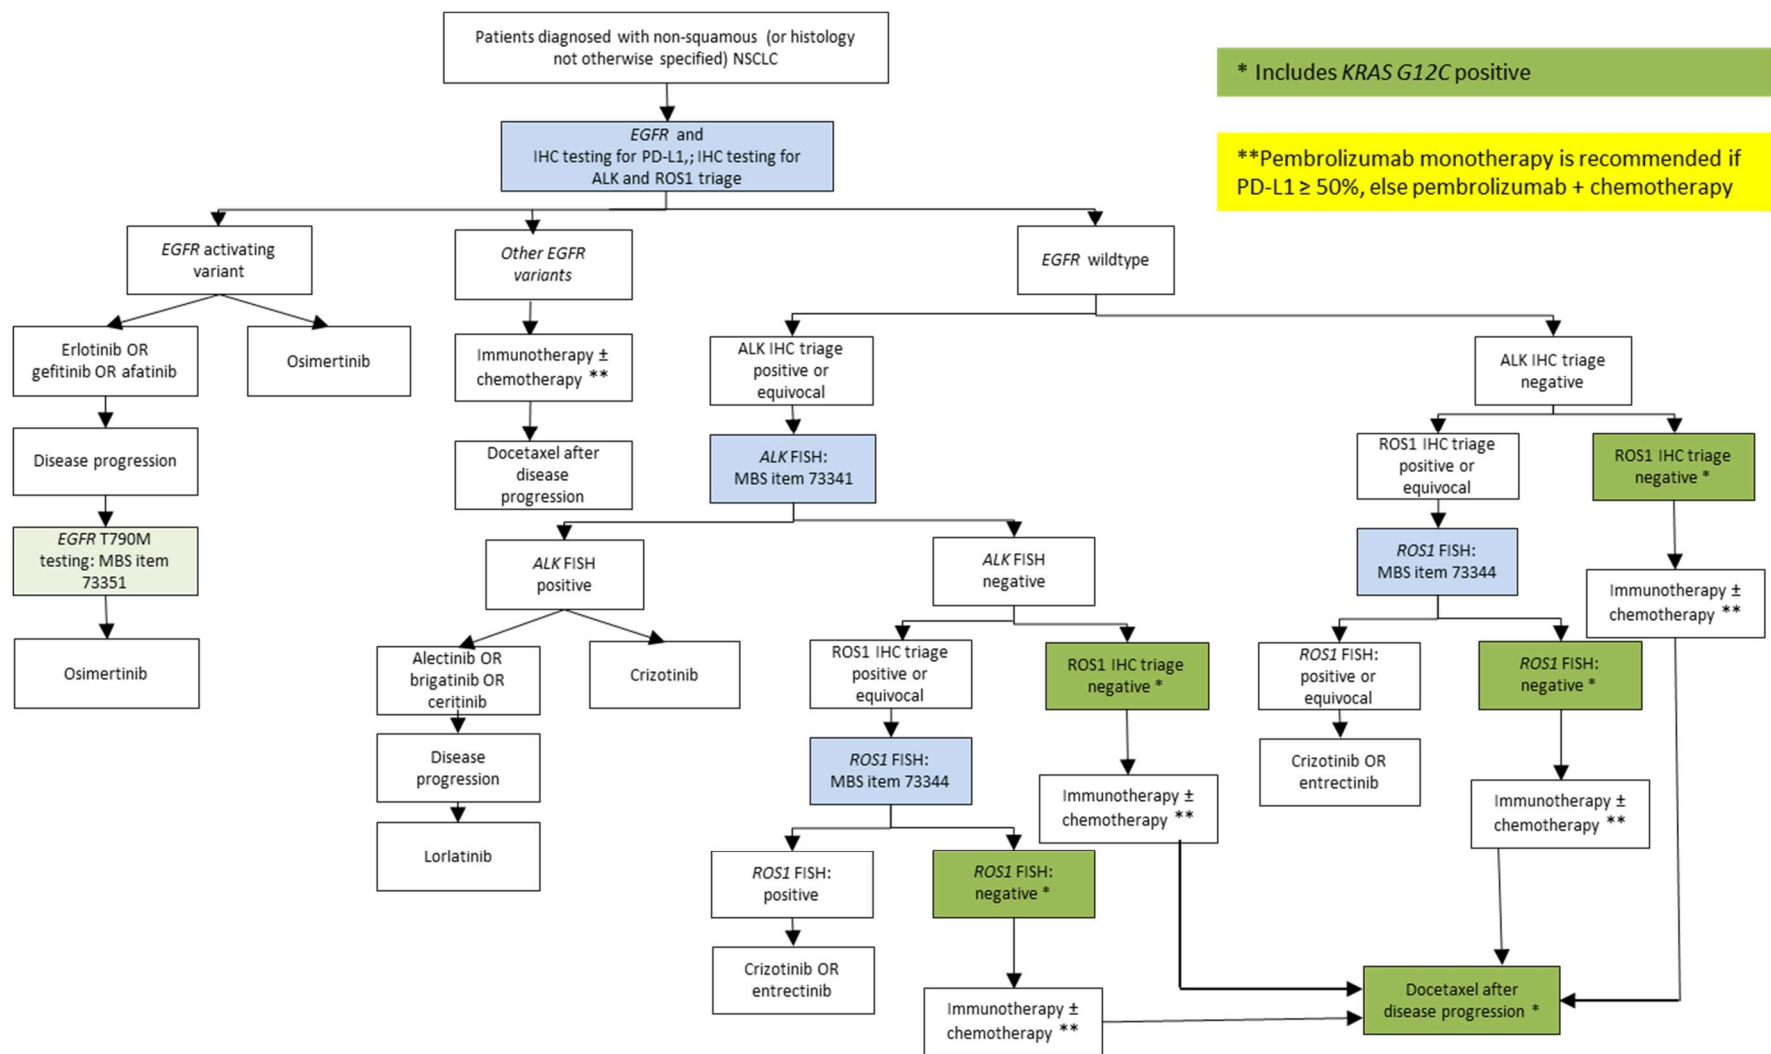 Patients diagnosed with non-squamous (or histology
not otherwise specified) NSCLC
* Includes KRAS G12C positive
EGFR and
IHC testing for PD-L1,; IHC testing for
ALK and ROS1 triage
**Pembrolizumab monotherapy is recommended if
PD-L1 ≥ 50%, else pembrolizumab + chemotherapy
EGFR activating
variant
Other EGFR
variants
EGFR wildtype
Erlotinib OR
gefitinib OR afatinib
Osimertinib
Immunotherapy ±
chemotherapy **
ALK IHC triage
positive or
equivocal
ALK IHC triage
negative
Disease progression
Docetaxel after
disease
progression
ALK FISH:
MBS item 73341
ROS1 IHC triage
positive or
equivocal
ROS1 IHC triage
negative *
EGFR T790M
testing: MBS item
73351
ALK FISH
positive
ALK FISH
negative
ROS1 FISH:
MBS item 73344
Immunotherapy ±
chemotherapy **
Osimertinib
Alectinib OR
brigatinib OR
ceritinib
Crizotinib
ROS1 IHC triage
positive or
equivocal
ROS1 IHC triage
negative *
ROS1 FISH:
positive or
equivocal
ROS1 FISH:
negative *
Disease
progression
ROS1 FISH:
MBS item 73344
Immunotherapy ±
chemotherapy **
Crizotinib OR
entrectinib
Immunotherapy ±
chemotherapy **
Lorlatinib
ROS1 FISH:
positive
ROS1 FISH:
negative *
Crizotinib OR
entrectinib
Immunotherapy ±
chemotherapy **
Docetaxel after
disease progression *